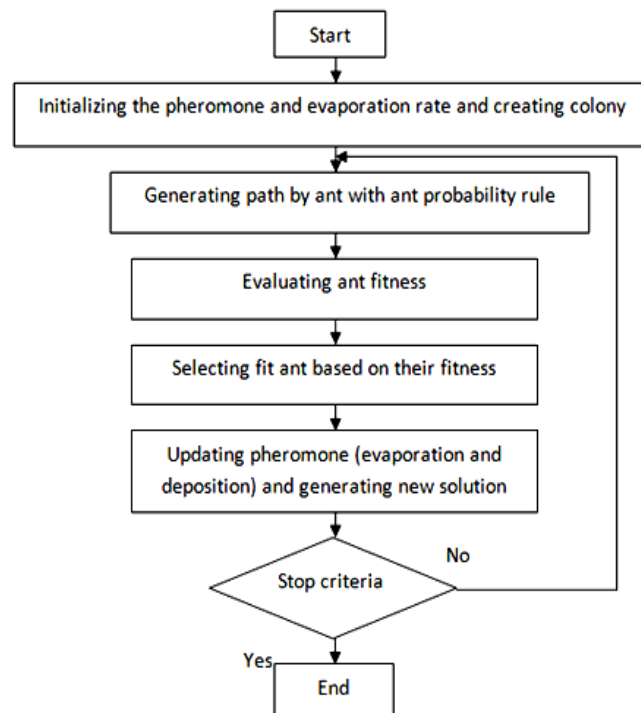 Start
Initializing the pheromone and evaporation rate and creating colony
Generating path by ant with ant probability rule
Evaluating ant fitness
Selecting fit ant based on their fitness
Updating pheromone (evaporation and
deposition) and generating new solution
No
Stop criteria
Yes
End